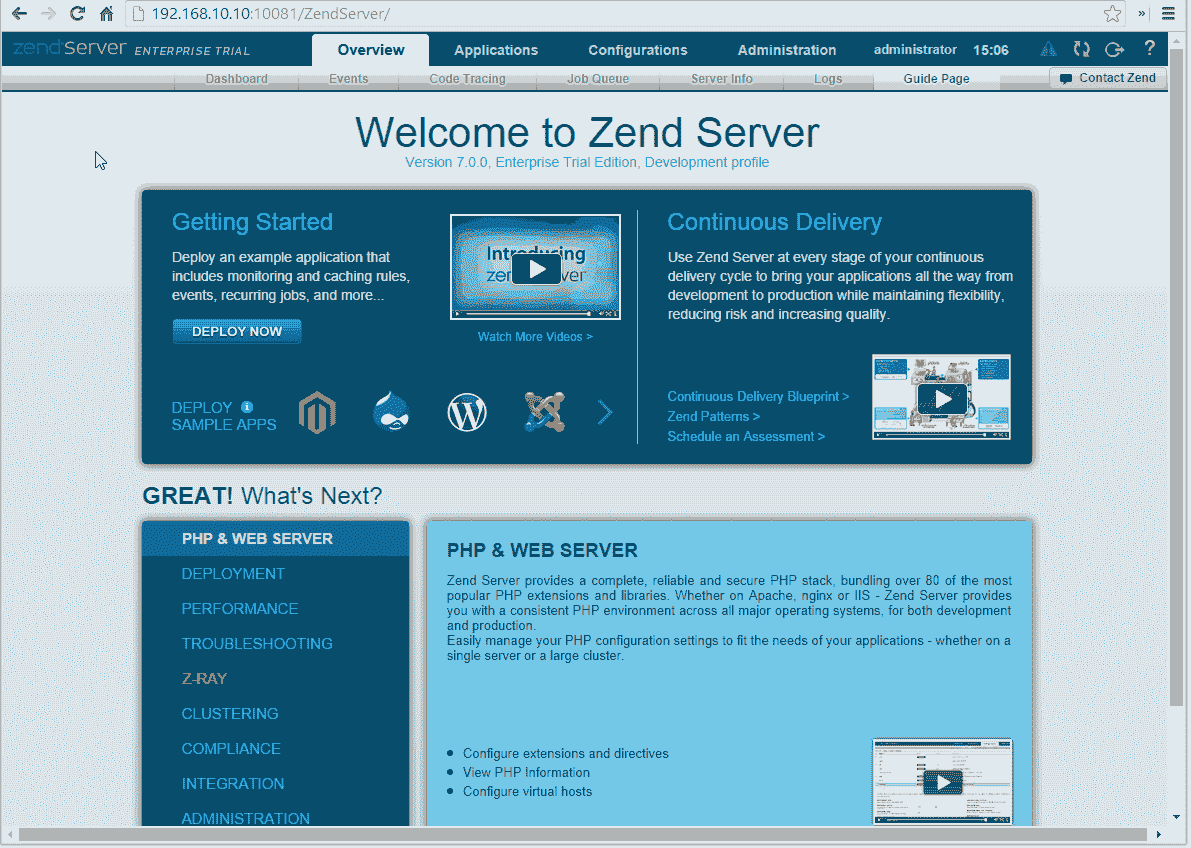 192.168.10.10:10081/ZendServer/
zend Server ENTERPRISE TRIAL
Overview
Applications
Configurations
Administration
administrator
15:06
?
Dashboard
Events
Code Tracing
Job Queue
Server Info
Logs
Guide Page
Contact Zend
Welcome to Zend Server
Version 7.0.0, Enterprise Trial Edition, Development profile
Getting Started
Deploy an example application that
includes monitoring and caching rules,
events, recurring jobs, and more...
DEPLOY NOW
Introducing
zend server
Watch More Videos >
DEPLOY
SAMPLE APPS
Continuous Delivery
Use Zend Server at every stage of your continuous
delivery cycle to bring your applications all the way from
development to production while maintaining flexibility,
reducing risk and increasing quality.
Continuous Delivery Blueprint >
Zend Patterns >
Schedule an Assessment >
GREAT! What's Next?
PHP & WEB SERVER
DEPLOYMENT
PERFORMANCE
TROUBLESHOOTING
Z-RAY
CLUSTERING
COMPLIANCE
INTEGRATION
ADMINISTRATION
PHP & WEB SERVER
Zend Server provides a complete, reliable and secure PHP stack, bundling over 80 of the most
popular PHP extensions and libraries. Whether on Apache, nginx or IIS - Zend Server provides
you with a consistent PHP environment across all major operating systems, for both development
and production.
Easily manage your PHP configuration settings to fit the needs of your applications - whether on a
single server or a large cluster.
Configure extensions and directives
View PHP Information
Configure virtual hosts